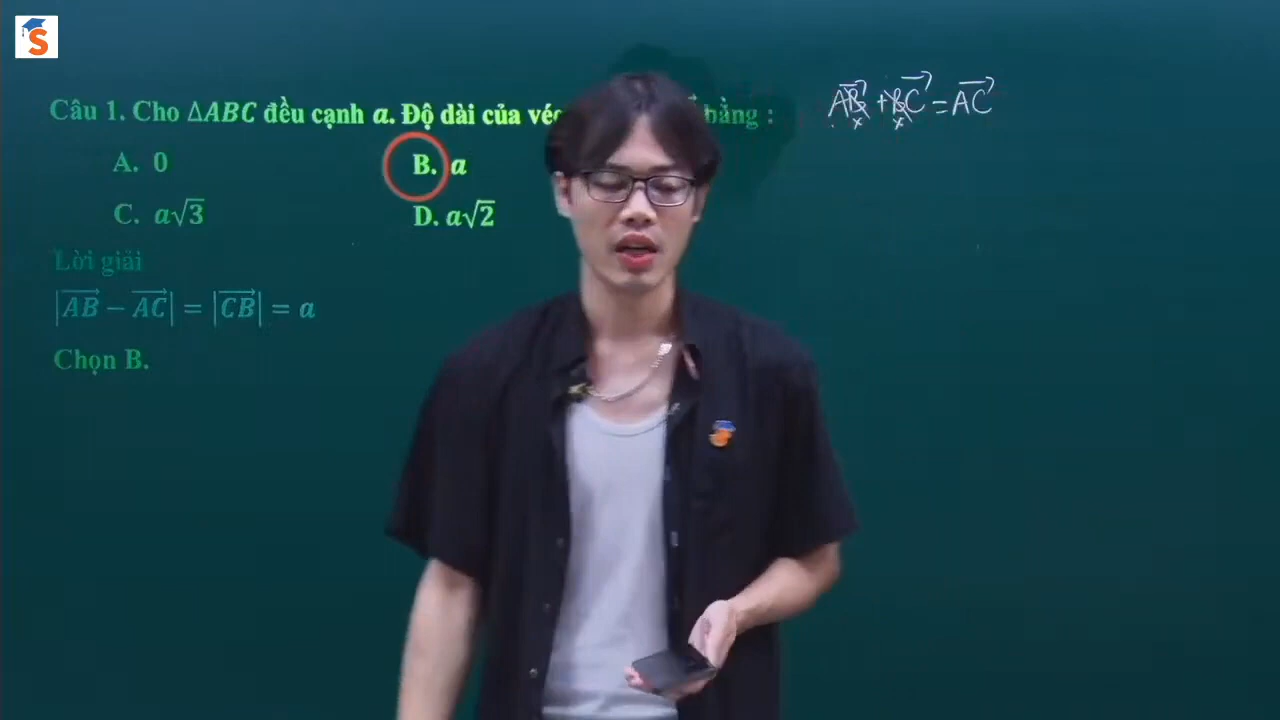 S
Câu 1. Cho ΔABC đều cạnh a. Độ dài của bằng :
A. 0
B. a
C. a√3
D. a√2
Lời giải
|AB⃗ − AC⃗| = |CB⃗| = a
Chọn B.
AB⃗ + BC⃗ = AC⃗